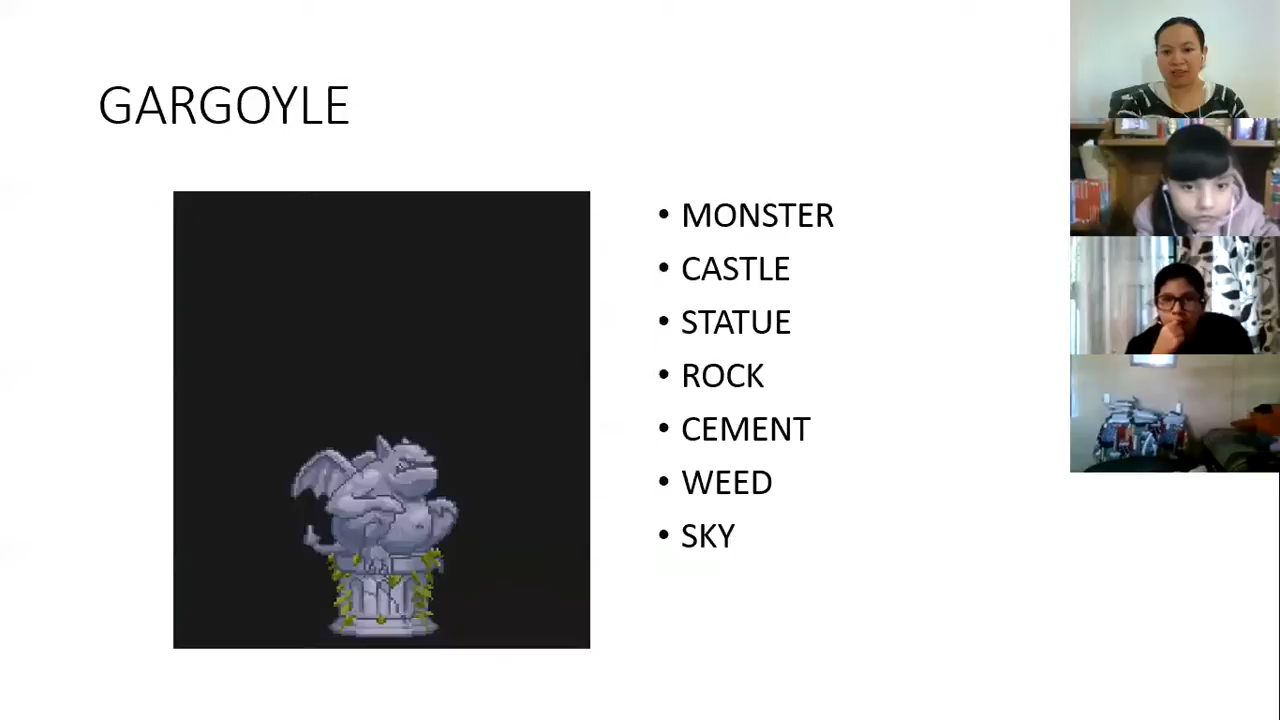 GARGOYLE
• MONSTER
• CASTLE
• STATUE
• ROCK
• CEMENT
• WEED
• SKY